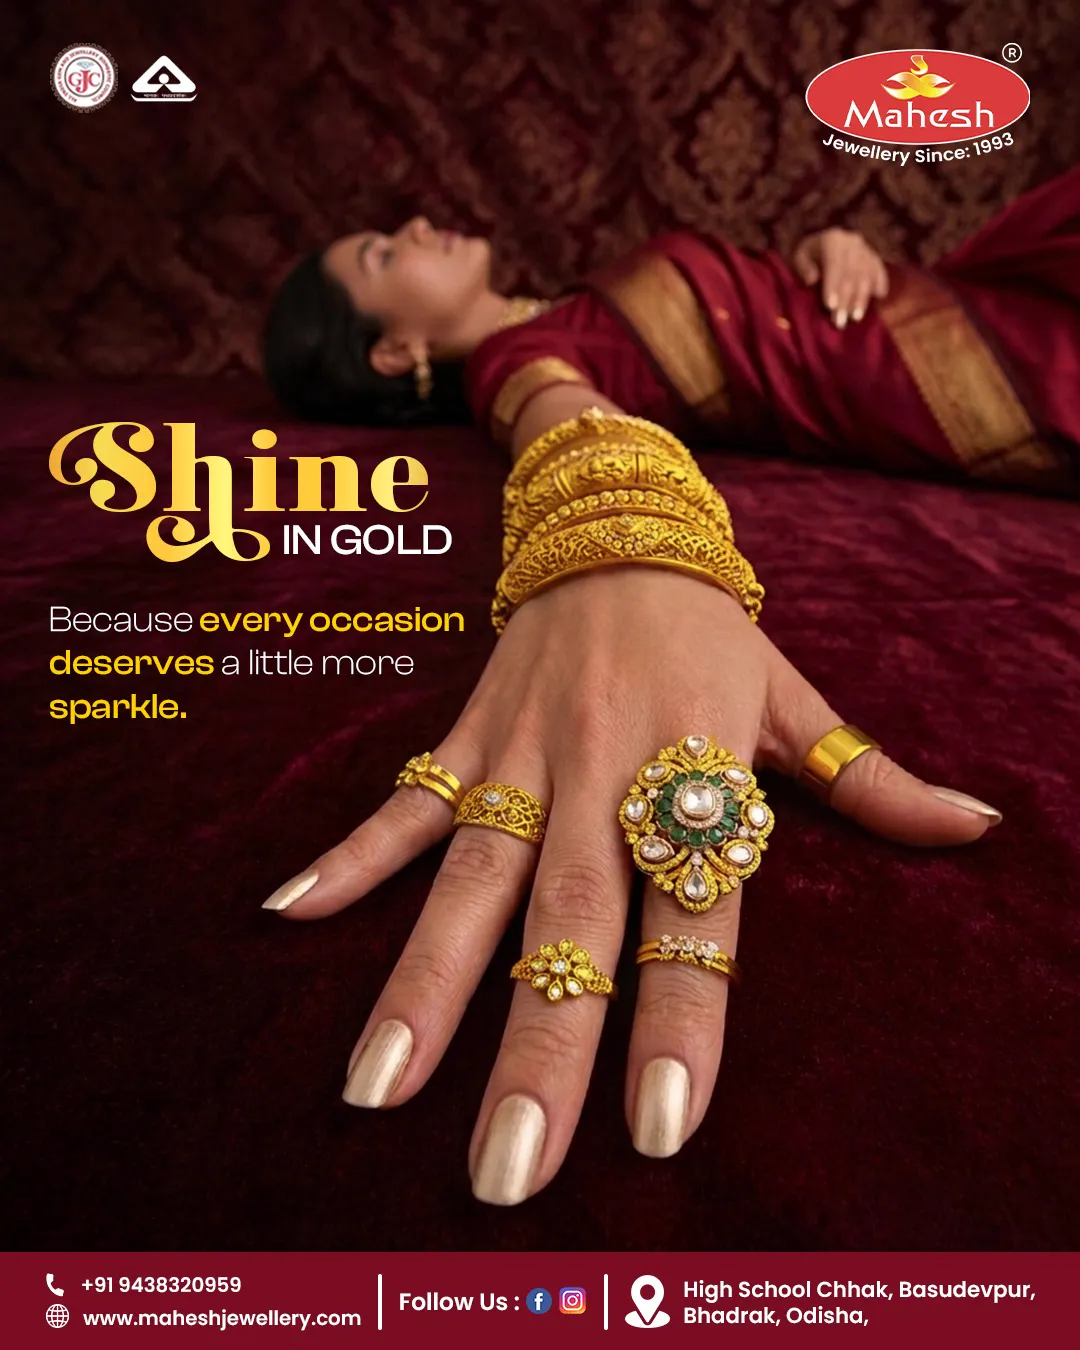 GJC
Mahesh
®
Jewellery Since: 1993
Shine
IN GOLD
Because every occasion
deserves a little more
sparkle.
+91 9438320959
www.maheshjewellery.com
Follow Us :
High School Chhak, Basudevpur,
Bhadrak, Odisha,